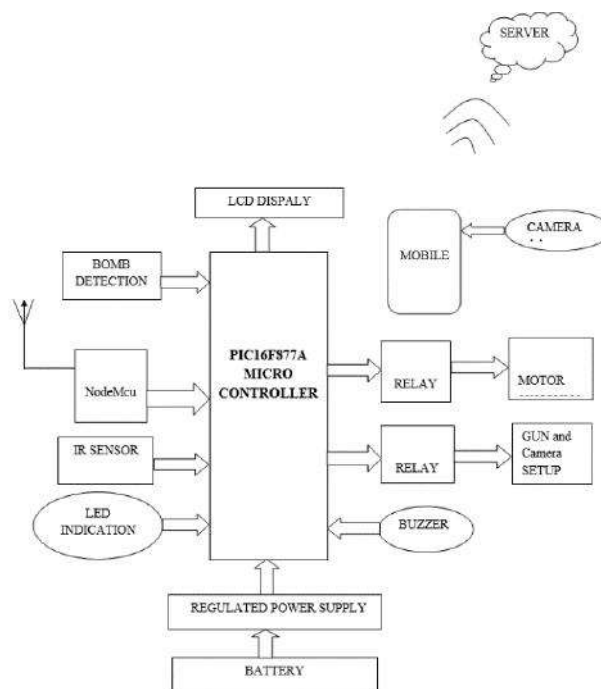 SERVER
LCD DISPALY
CAMERA
MOBILE
BOMB
DETECTION
PIC16F877A
MICRO
CONTROLLER
NodeMcu
RELAY
MOTOR
IR SENSOR
RELAY
GUN and
Camera
SETUP
LED
INDICATION
BUZZER
REGULATED POWER SUPPLY
BATTERY